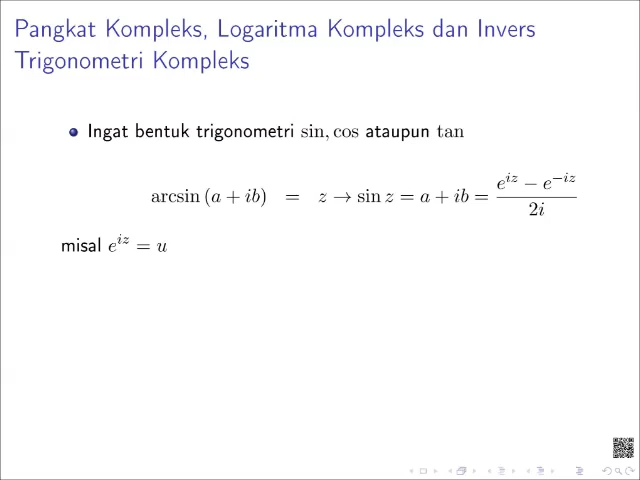 Pangkat Kompleks, Logaritma Kompleks dan Invers
Trigonometri Kompleks
Ingat bentuk trigonometri sin, cos ataupun tan
arcsin (a + ib) = z → sin z = a + ib = \frac{e^{iz} − e^{−iz}}{2i}
misal e^{iz} = u